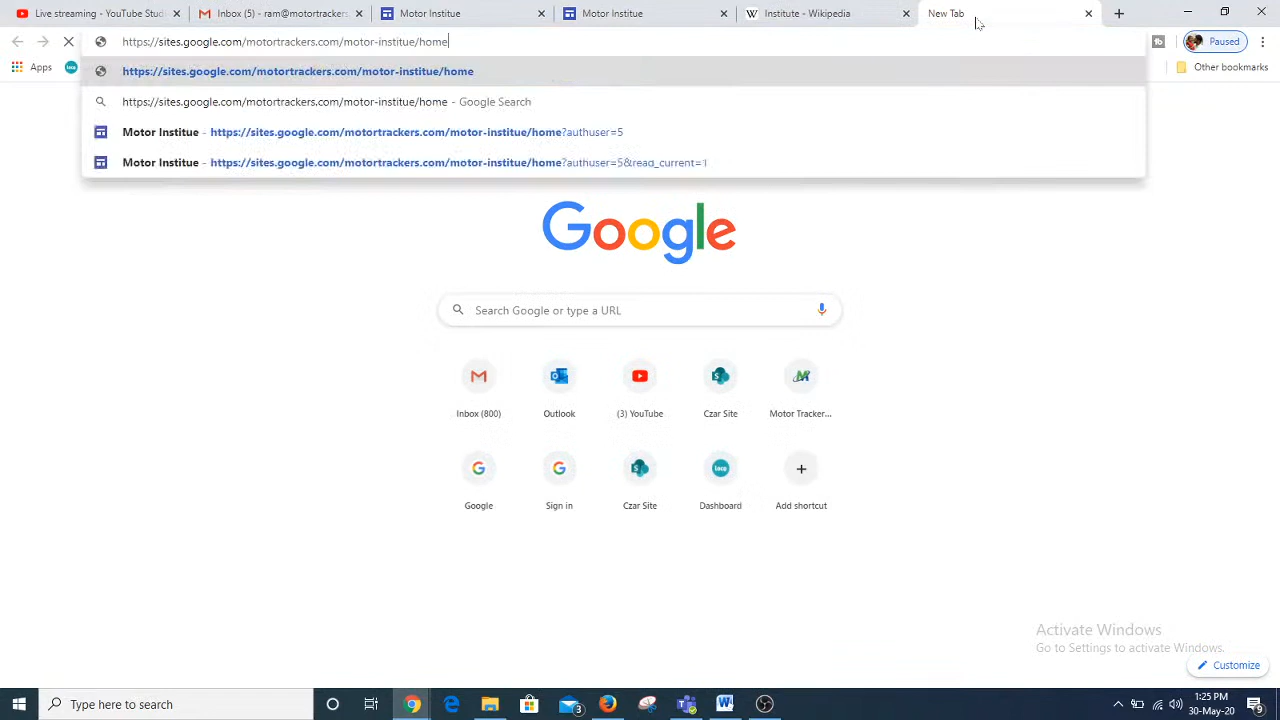 Live streaming - YouTube Studio
Inbox (5) - ram@motortrackers
Motor Institue
Motor Institue
Institute - Wikipedia
New Tab
https://sites.google.com/motortrackers.com/motor-institue/home
Paused
Apps
Other bookmarks
https://sites.google.com/motortrackers.com/motor-institue/home
https://sites.google.com/motortrackers.com/motor-institue/home - Google Search
Motor Institue - https://sites.google.com/motortrackers.com/motor-institue/home?authuser=5
Motor Institue - https://sites.google.com/motortrackers.com/motor-institue/home?authuser=5&read_current=1
Google
Search Google or type a URL
Inbox (800)
Outlook
(3) YouTube
Czar Site
Motor Tracker...
Google
Sign in
Czar Site
Dashboard
Add shortcut
Activate Windows
Go to Settings to activate Windows.
Customize
Type here to search
1:25 PM
30-May-20